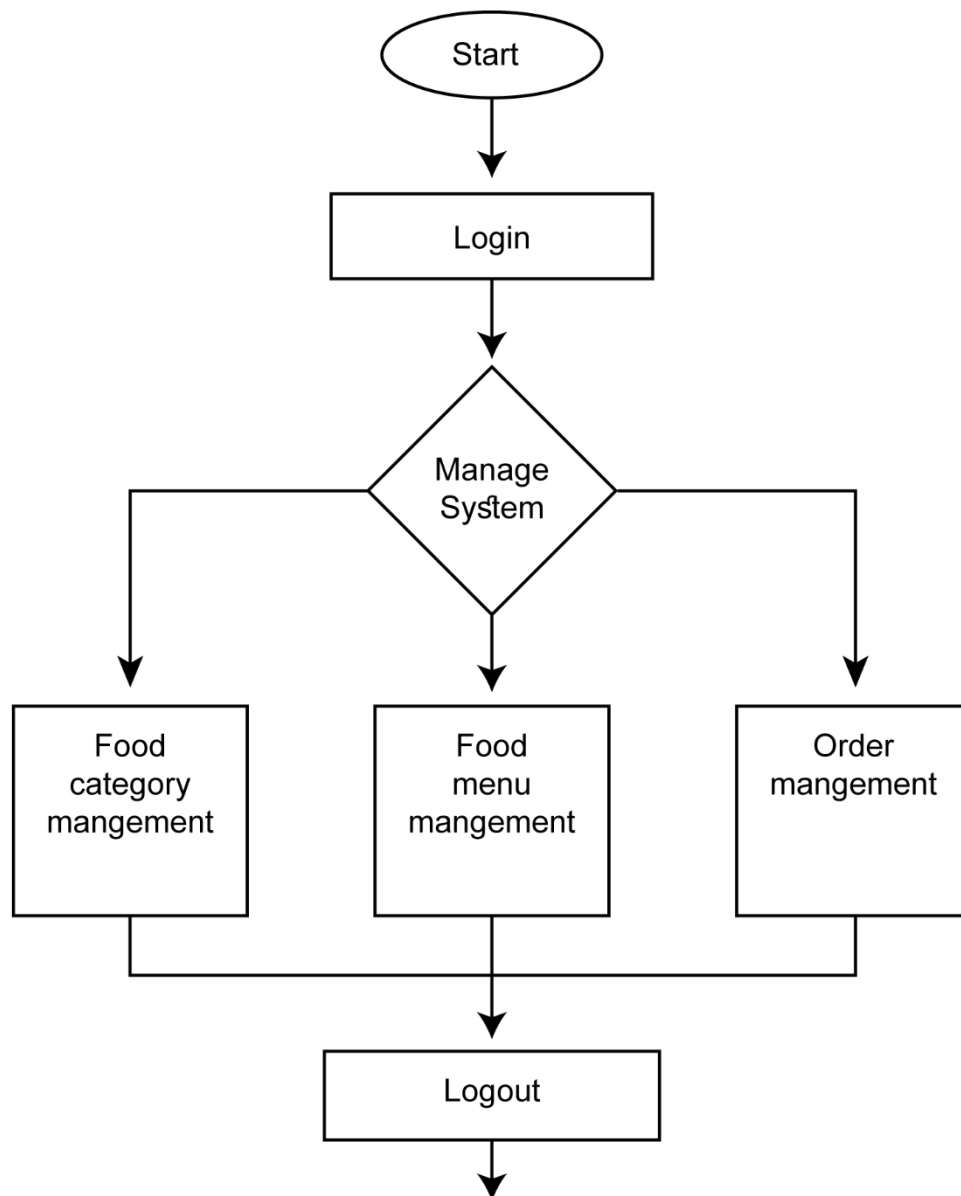 Start
Login
Manage
System
Food
category
mangement
Food
menu
mangement
Order
mangement
Logout